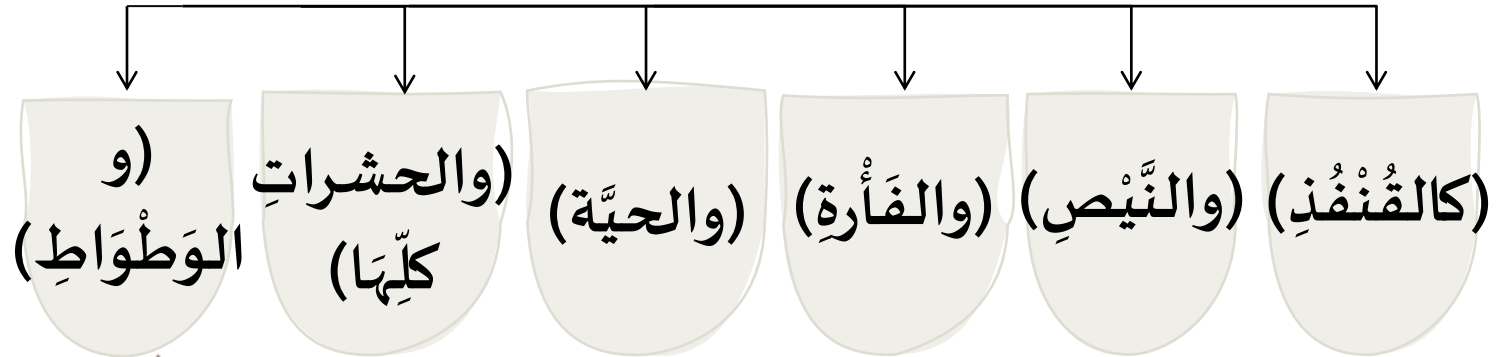 (كالقُنْفُذِ)
(والنَّيْصِ)
(والفَأْرةِ)
(والحيَّة)
(والحشراتِ
كلِّهَا)
(و
الوَطْوَاطِ)